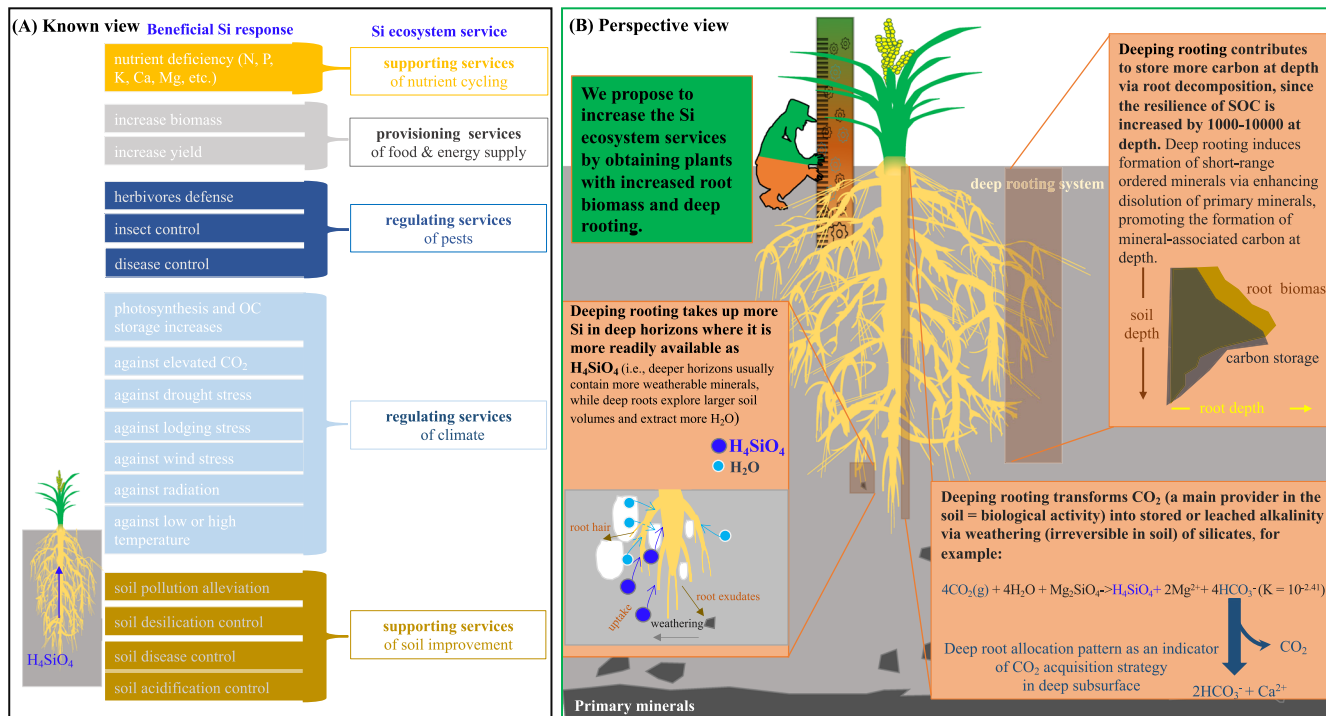 (A) Known view
Beneficial Si response
Si ecosystem service
nutrient deficiency (N, P,
K, Ca, Mg, etc.)
supporting services
of nutrient cycling
increase biomass
increase yield
provisioning services
of food & energy supply
herbivores defense
insect control
disease control
regulating services
of pests
photosynthesis and OC
storage increases
against elevated CO₂
against drought stress
against lodging stress
against wind stress
against radiation
against low or high
temperature
regulating services
of climate
soil pollution alleviation
soil desilication control
soil disease control
soil acidification control
supporting services
of soil improvement
H₄SiO₄
(B) Perspective view
We propose to
increase the Si
ecosystem services
by obtaining plants
with increased root
biomass and deep
rooting.
deep rooting system
Deeping rooting contributes
to store more carbon at depth
via root decomposition, since
the resilience of SOC is
increased by 1000-10000 at
depth. Deep rooting induces
formation of short-range
ordered minerals via enhancing
disolution of primary minerals,
promoting the formation of
mineral-associated carbon at
depth.
soil
depth
root biomas
carbon storage
root depth
Deeping rooting takes up more
Si in deep horizons where it is
more readily available as
H₄SiO₄ (i.e., deeper horizons usually
contain more weatherable minerals,
while deep roots explore larger soil
volumes and extract more H₂O)
H₄SiO₄
H₂O
root hair
uptake
root exudates
weathering
Deeping rooting transforms CO₂ (a main provider in the
soil = biological activity) into stored or leached alkalinity
via weathering (irreversible in soil) of silicates, for
example:
4CO₂(g) + 4H₂O + Mg₂SiO₄->H₄SiO₄+ 2Mg²⁺+ 4HCO₃⁻(K = 10⁻²·⁴¹)
Deep root allocation pattern as an indicator
of CO₂ acquisition strategy
in deep subsurface
CO₂
2HCO₃⁻ + Ca²⁺
Primary minerals